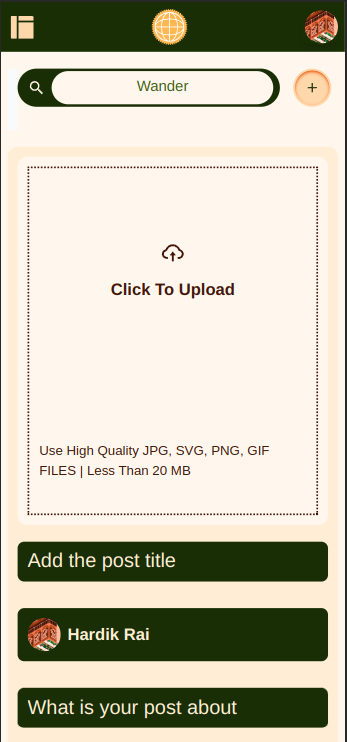 Wander
+
Click To Upload
Use High Quality JPG, SVG, PNG, GIF
FILES | Less Than 20 MB
Add the post title
Hardik Rai
What is your post about